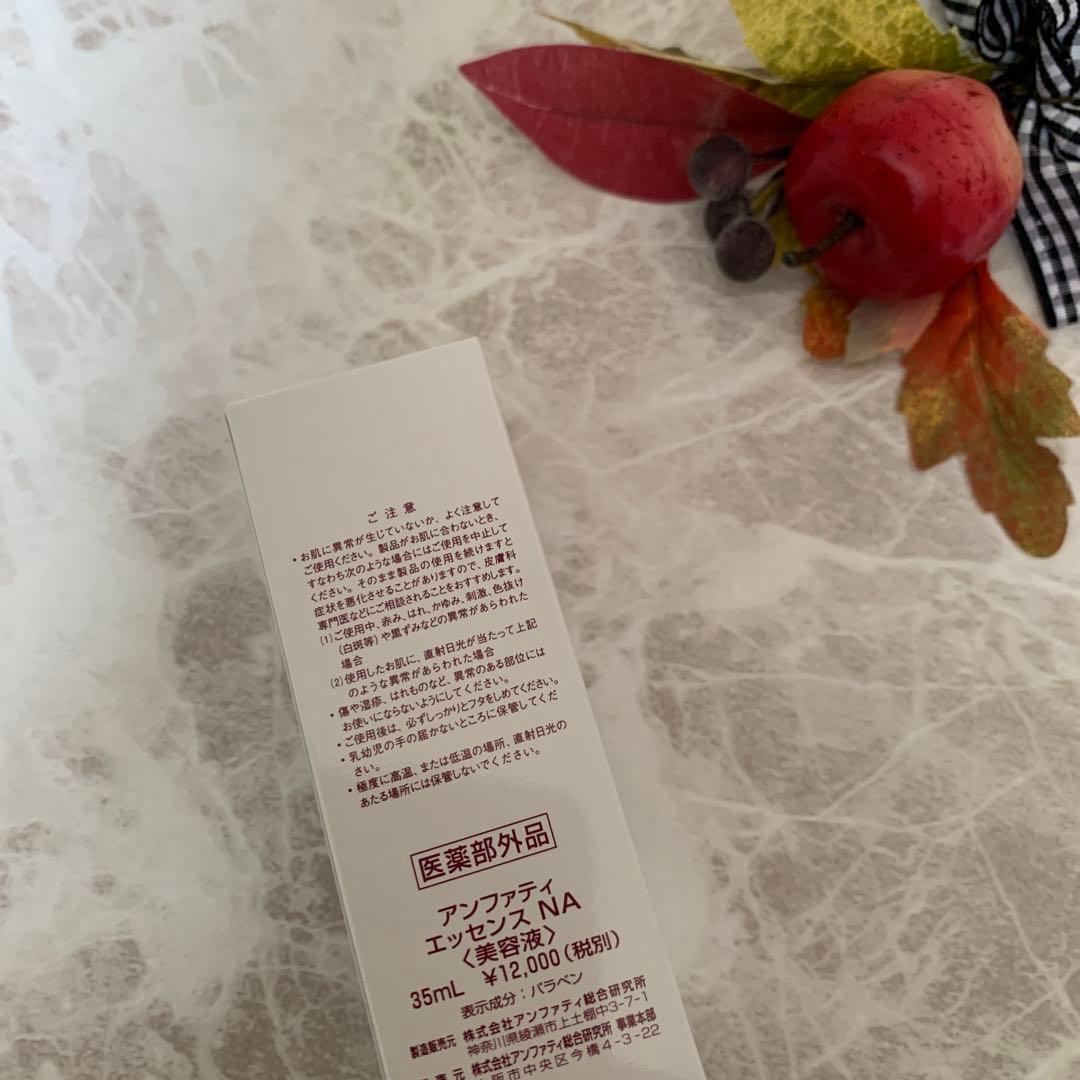 ご注意
・お肌に異常が生じていないか、よく注意して
ご使用ください。製品がお肌に合わないとき、
すなわち次のような場合にはご使用を中止して
ください。そのまま製品の使用を続けますと
症状を悪化させることがありますので、皮膚科
専門医などにご相談されることをおすすめします。
(1)ご使用中、赤み、はれ、かゆみ、刺激、色抜け
(白斑等)や黒ずみなどの異常があらわれた
場合
(2)使用したお肌に、直射日光が当たって上記
のような異常があらわれた場合
・傷や湿疹、はれものなど、異常のある部位には
お使いにならないようにしてください。
・ご使用後は、必ずしっかりとフタをしめてください。
・乳幼児の手の届かないところに保管してくだ
さい。
・極度に高温、または低温の場所、直射日光の
あたる場所には保管しないでください。
医薬部外品
アンファティ
エッセンス NA
〈美容液〉
35mL ¥12,000(税別)
表示成分:パラベン
製造販売元 株式会社アンファティ総合研究所
神奈川県綾瀬市上土棚中3-7-1
売元 株式会社アンファティ総合研究所 事業本部
阪市中央区今橋4-3-22